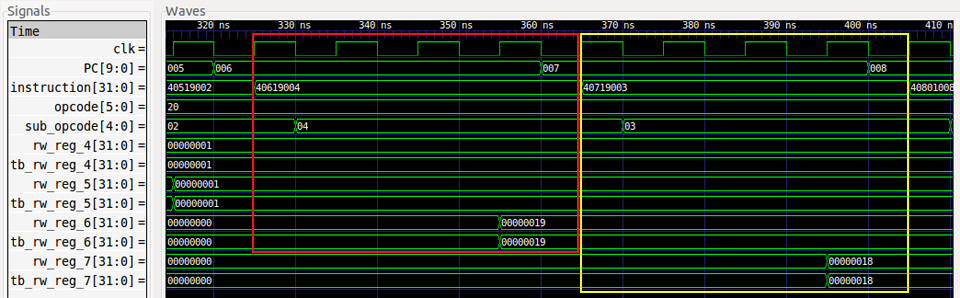 Signals
Waves
Time
320 ns 330 ns 340 ns 350 ns 360 ns 370 ns 380 ns 390 ns 400 ns 410 n
clk =
PC[9:0] = 005 006 007 008
instruction[31:0] = 40519002 40619004 40719003 40801008
opcode[5:0] = 20
sub_opcode[4:0] = 02 04 03
rw_reg_4[31:0] = 00000001
tb_rw_reg_4[31:0] = 00000001
rw_reg_5[31:0] = 00000001
tb_rw_reg_5[31:0] = 00000001
rw_reg_6[31:0] = 00000000 00000019
tb_rw_reg_6[31:0] = 00000000 00000019
rw_reg_7[31:0] = 00000000 00000018
tb_rw_reg_7[31:0] = 00000000 00000018